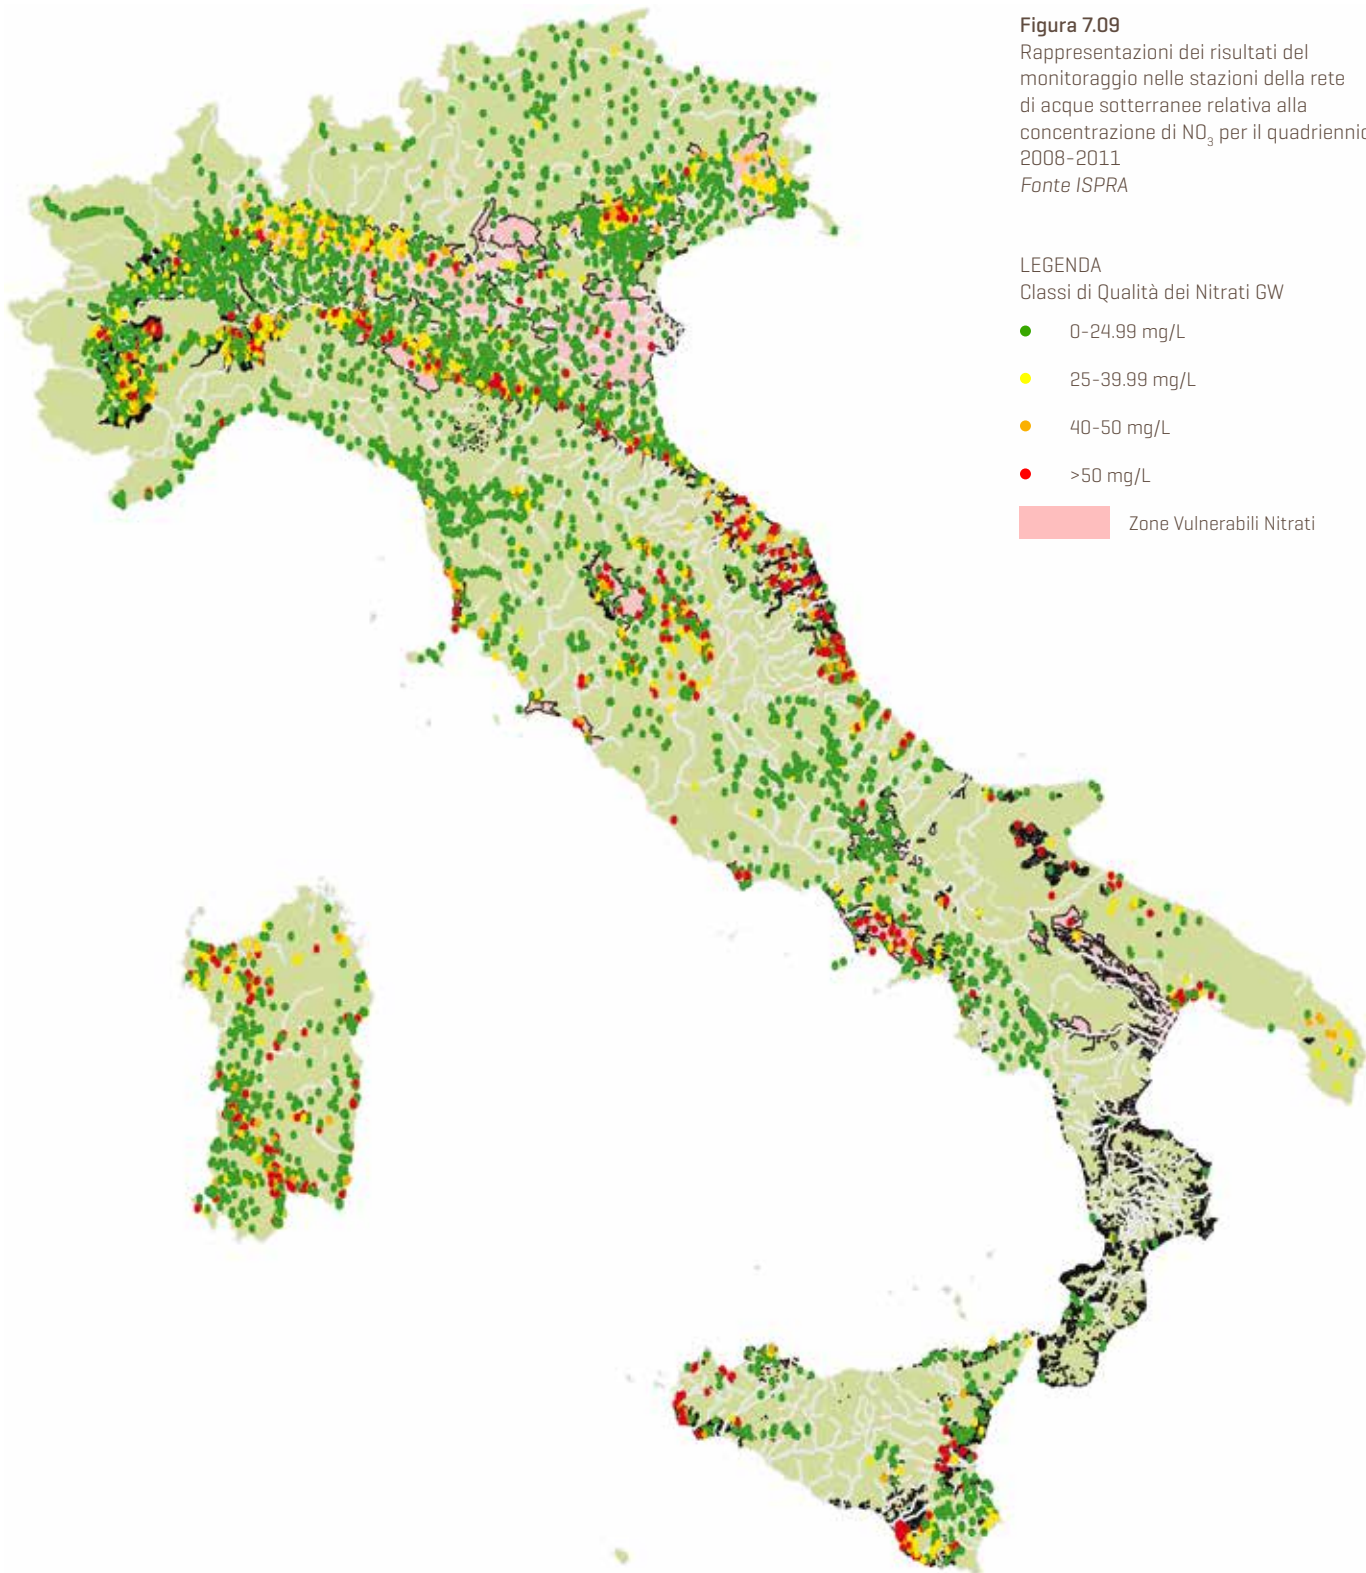 Figura 7.09
Rappresentazioni dei risultati del
monitoraggio nelle stazioni della rete
di acque sotterranee relativa alla
concentrazione di NO₃ per il quadriennio
2008-2011
Fonte ISPRA
LEGENDA
Classi di Qualità dei Nitrati GW
0-24.99 mg/L
25-39.99 mg/L
40-50 mg/L
>50 mg/L
Zone Vulnerabili Nitrati